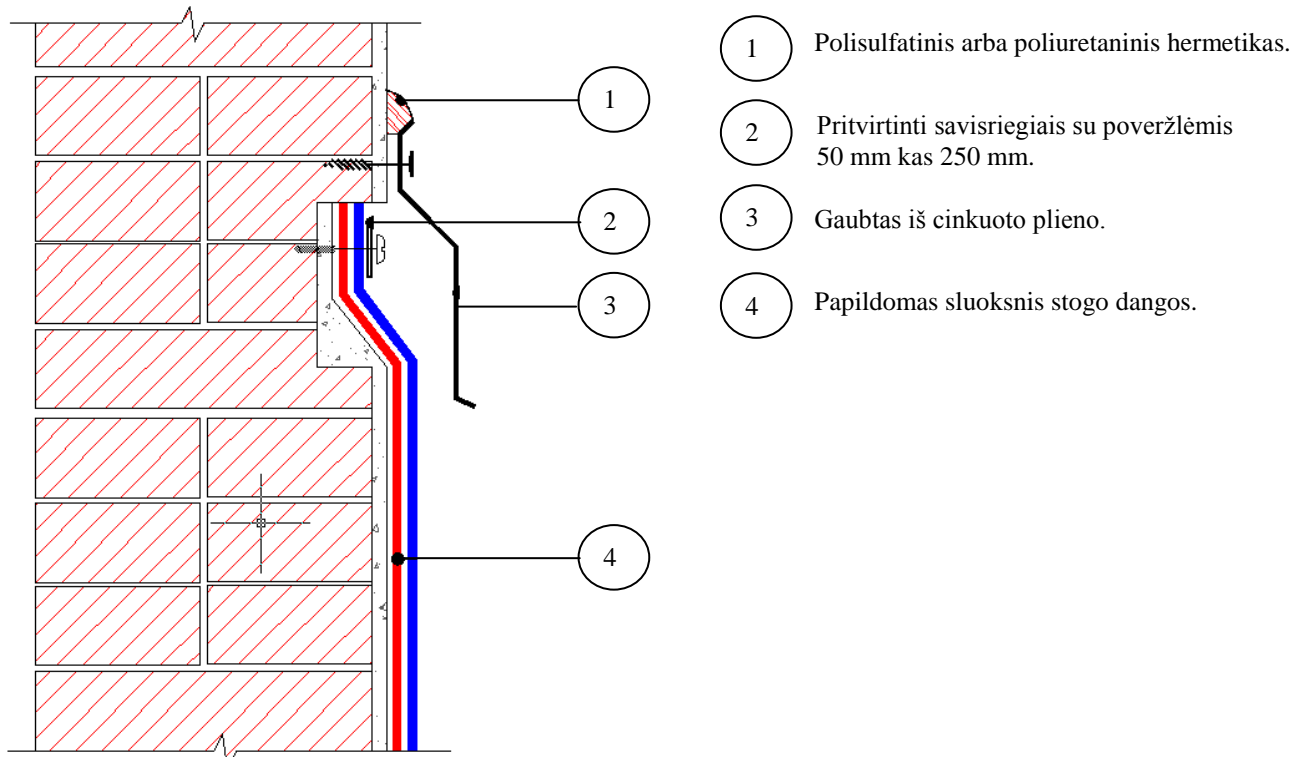 1 Polisulfatinis arba poliuretaninis hermetikas.
2 Pritvirtinti savisriegiais su poveržlėmis
50 mm kas 250 mm.
3 Gaubtas iš cinkuoto plieno.
4 Papildomas sluoksnis stogo dangos.
1
2
3
4